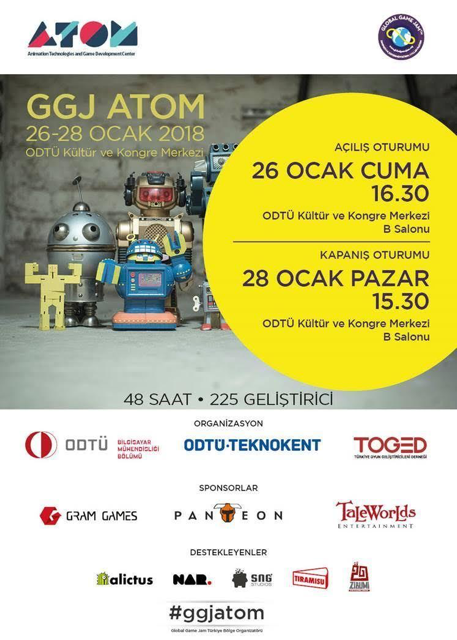 ATOM
Animation Technologies and Game Development Center
GLOBAL GAME JAM
GGJ ATOM
26-28 OCAK 2018
ODTÜ Kültür ve Kongre Merkezi
AÇILIŞ OTURUMU
26 OCAK CUMA
16.30
ODTÜ Kültür ve Kongre Merkezi
B Salonu
KAPANIŞ OTURUMU
28 OCAK PAZAR
15.30
ODTÜ Kültür ve Kongre Merkezi
B Salonu
48 SAAT • 225 GELİŞTİRİCİ
ORGANİZASYON
ODTÜ
BİLGİSAYAR
MÜHENDİSLİĞİ
BÖLÜMÜ
ODTÜ-TEKNOKENT
TOGED
TÜRKİYE OYUN GELİŞTİRİCİLERİ DERNEĞİ
SPONSORLAR
GRAM GAMES
PANTEON
TaleWorlds
ENTERTAINMENT
DESTEKLEYENLER
alictus
NAR.
SNG
STUDIOS
TIRAMISU
#ggjatom
Global Game Jam Türkiye Bölge Organizatörü